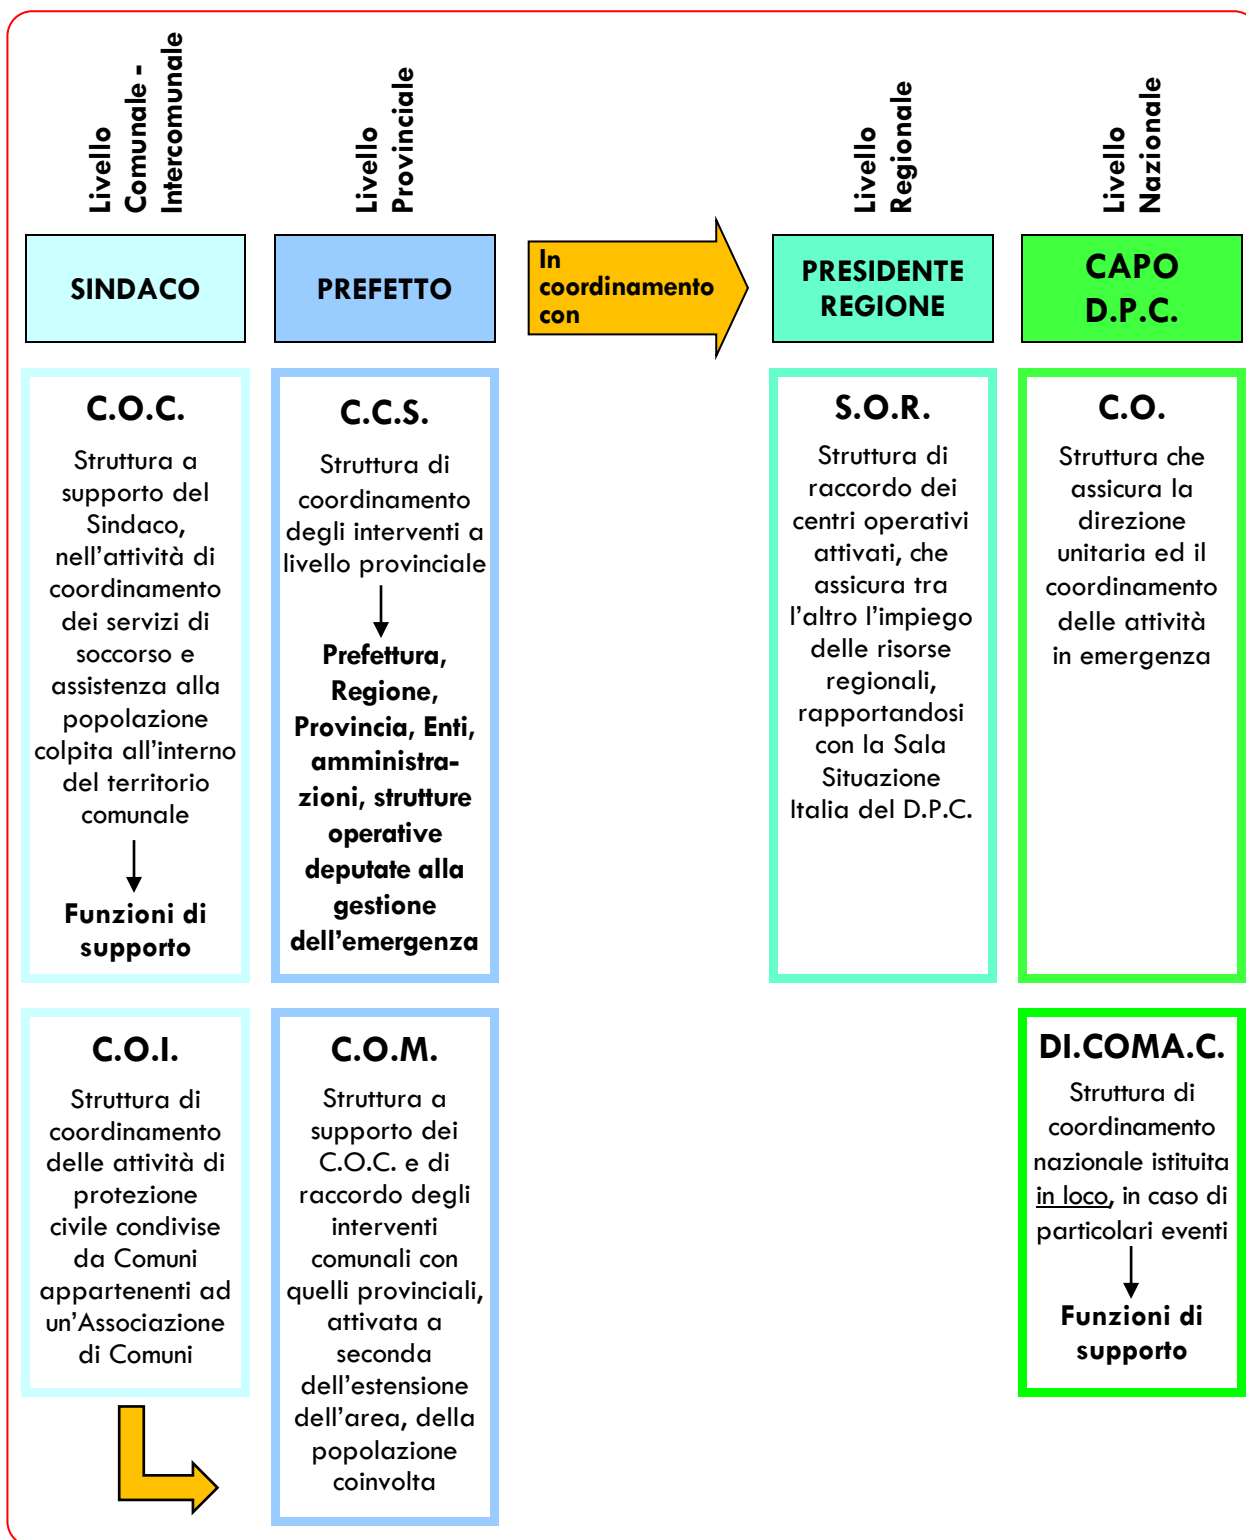 Livello
Comunale -
Intercomunale
Livello
Provinciale
Livello
Regionale
Livello
Nazionale
SINDACO
PREFETTO
In
coordinamento
con
PRESIDENTE
REGIONE
CAPO
D.P.C.
C.O.C.
Struttura a
supporto del
Sindaco,
nell'attività di
coordinamento
dei servizi di
soccorso e
assistenza alla
popolazione
colpita all'interno
del territorio
comunale
Funzioni di
supporto
C.C.S.
Struttura di
coordinamento
degli interventi a
livello provinciale
Prefettura,
Regione,
Provincia, Enti,
amministra-
zioni, strutture
operative
deputate alla
gestione
dell'emergenza
S.O.R.
Struttura di
raccordo dei
centri operativi
attivati, che
assicura tra
l'altro l'impiego
delle risorse
regionali,
rapportandosi
con la Sala
Situazione
Italia del D.P.C.
C.O.
Struttura che
assicura la
direzione
unitaria ed il
coordinamento
delle attività
in emergenza
C.O.I.
Struttura di
coordinamento
delle attività di
protezione
civile condivise
da Comuni
appartenenti ad
un'Associazione
di Comuni
C.O.M.
Struttura a
supporto dei
C.O.C. e di
raccordo degli
interventi
comunali con
quelli provinciali,
attivata a
seconda
dell'estensione
dell'area, della
popolazione
coinvolta
DI.COMA.C.
Struttura di
coordinamento
nazionale istituita
in loco, in caso di
particolari eventi
Funzioni di
supporto